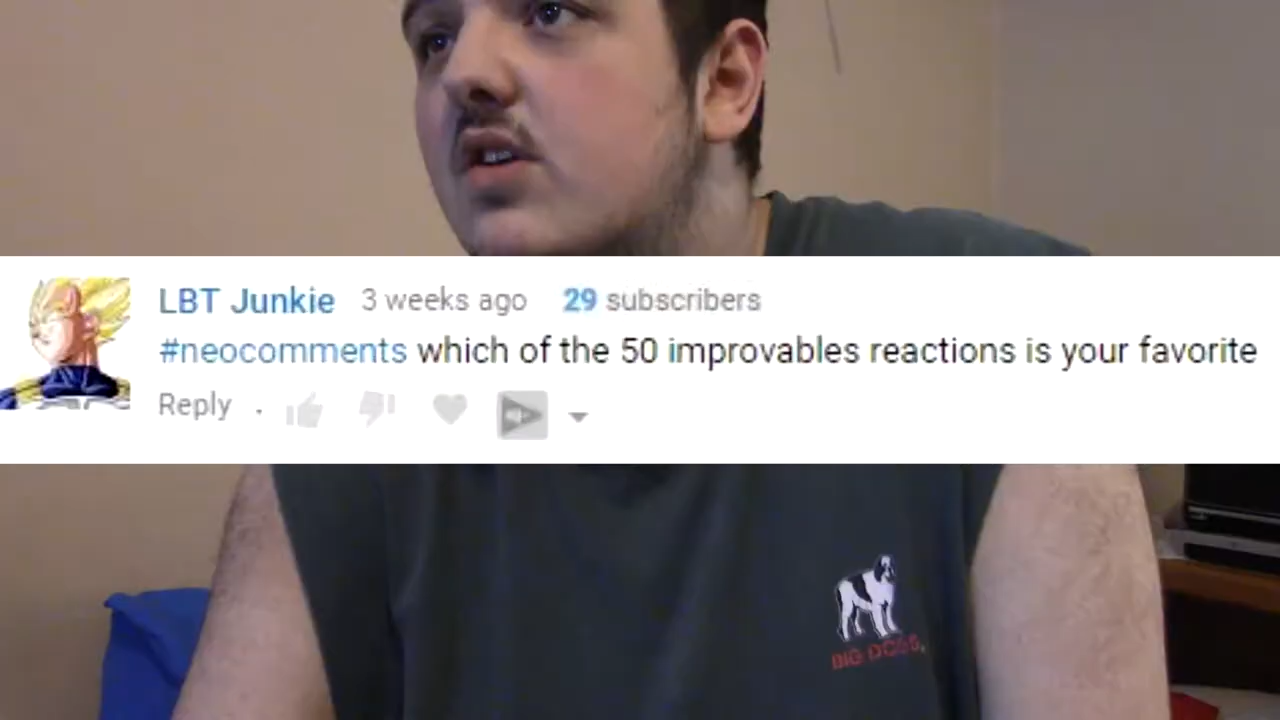 LBT Junkie 3 weeks ago 29 subscribers
#neocomments which of the 50 improvables reactions is your favorite
Reply .
BIG DOGS.